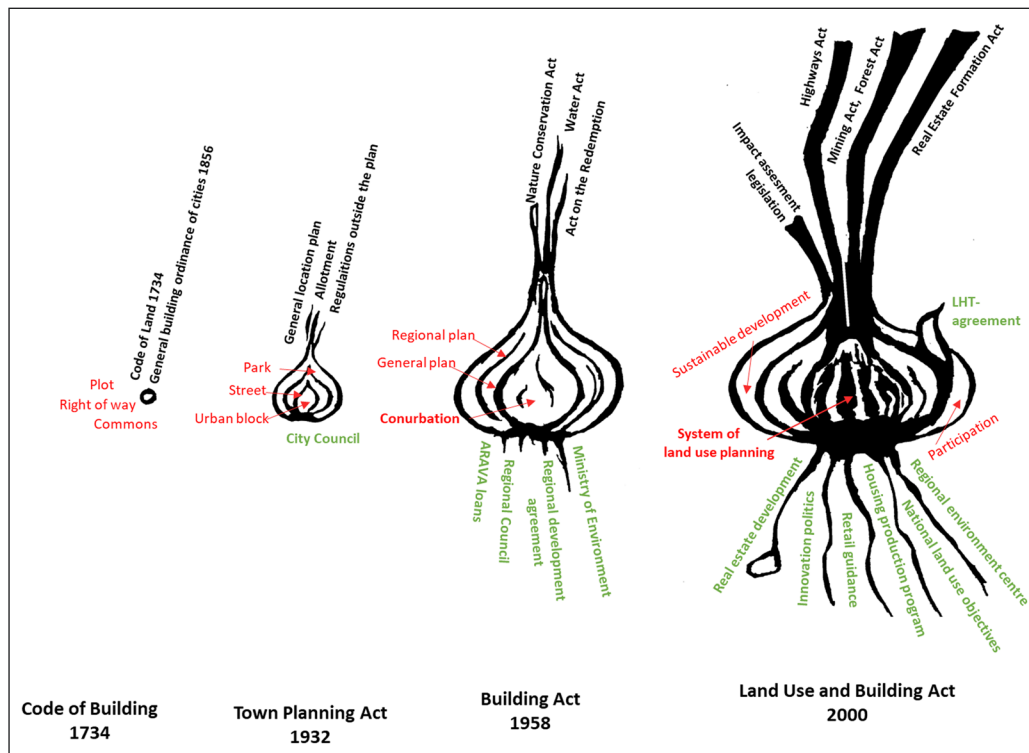 Code of Land 1734
General building ordinance of cities 1856
Plot
Right of way
Commons
Code of Building
1734
General location plan
Allotment
Regulaitions outside the plan
Park
Street
Urban block
City Council
Town Planning Act
1932
Nature Conservation Act
Water Act
Act on the Redemption
Regional plan
General plan
Conurbation
ARAVA loans
Regional Council
Regional development
agreement
Ministry of Environment
Building Act
1958
Impact assesment
legislation
Highways Act
Mining Act, Forest Act
Real Estate Formation Act
LHT-
agreement
Sustainable development
System of
land use planning
Participation
Real estate development
Innovation politics
Retail guidance
Housing production
program
National land use objectives
Regional environment centre
Land Use and Building Act
2000